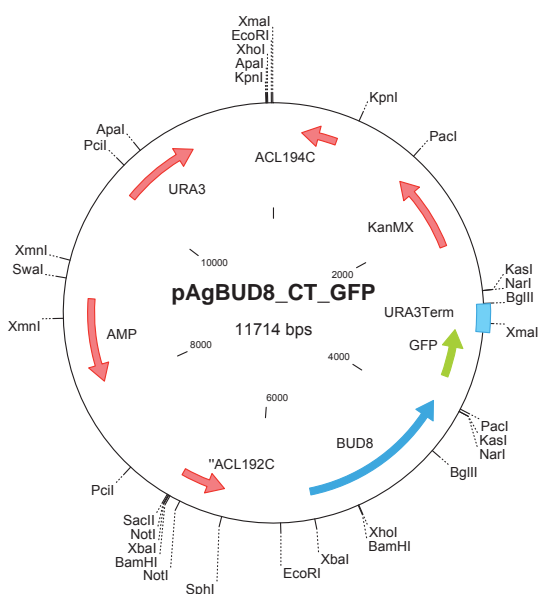 XmaI
EcoRI
XhoI
ApaI
KpnI
KpnI
PacI
ApaI
PciI
ACL194C
URA3
KanMX
XmnI
SwaI
XmnI
10000
2000
pAgBUD8_CT_GFP
11714 bps
KasI
NarI
BglII
URA3Term
XmaI
GFP
AMP
8000
4000
6000
BUD8
PacI
KasI
NarI
BglII
"ACL192C
PciI
SacII
NotI
XbaI
BamHI
NotI
SphI
EcoRI
XbaI
XhoI
BamHI